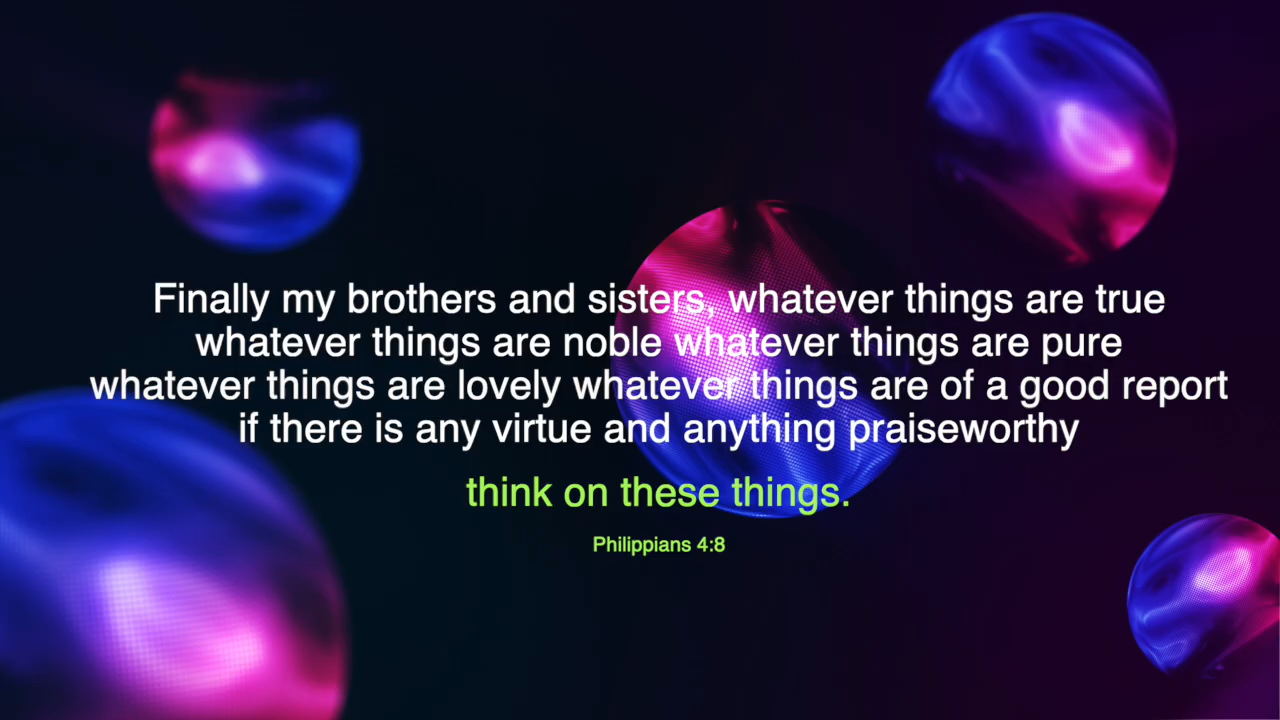 Finally my brothers and sisters, whatever things are true
whatever things are noble whatever things are pure
whatever things are lovely whatever things are of a good report
if there is any virtue and anything praiseworthy
think on these things.
Philippians 4:8